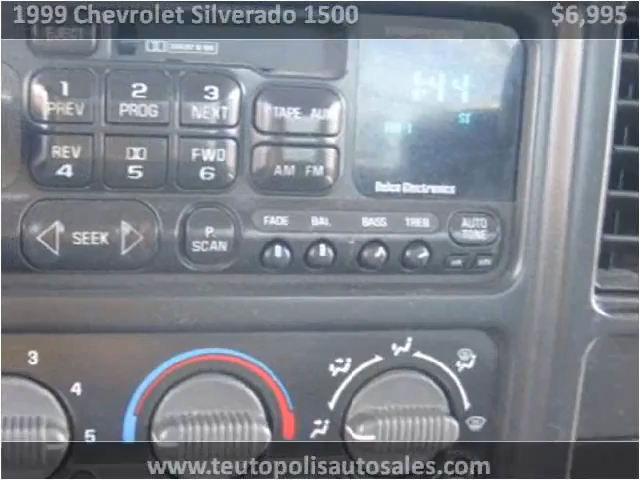 1999 Chevrolet Silverado 1500 $6,995
EJECT
1 2 3
PREV PROG NEXT
TAPE AUX
1:44
REV FWD
4 5 6
AM FM
Delco Electronics
SEEK
P. SCAN
FADE BAL BASS TREB
AUTO TONE
3
4
5
www.teutopolisautosales.com